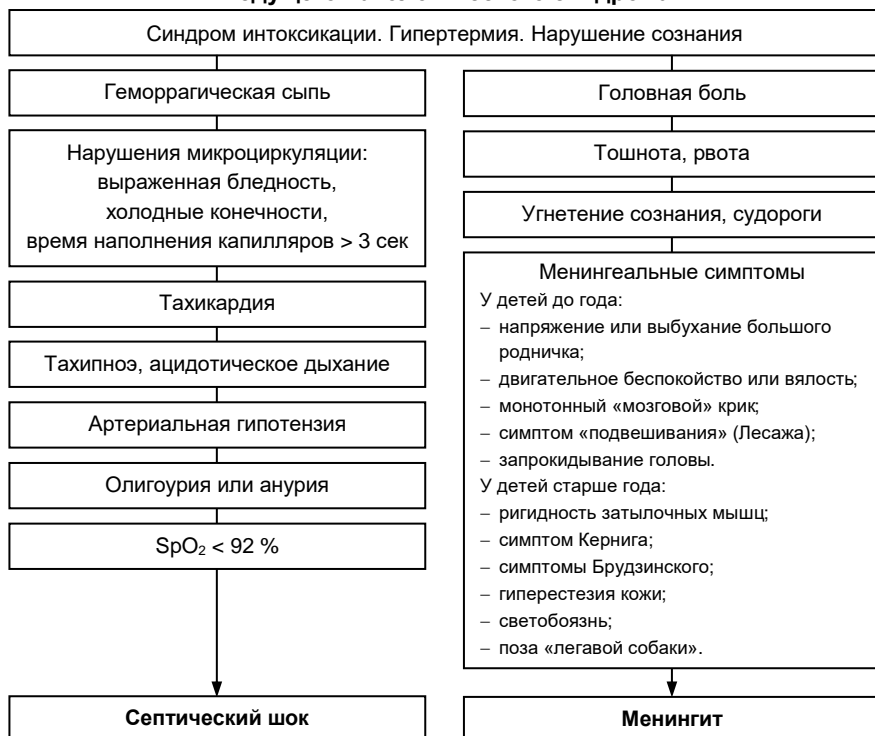 Синдром интоксикации. Гипертермия. Нарушение сознания
Геморрагическая сыпь
Нарушения микроциркуляции:
выраженная бледность,
холодные конечности,
время наполнения капилляров > 3 сек
Тахикардия
Тахипноэ, ацидотическое дыхание
Артериальная гипотензия
Олигоурия или анурия
SpO₂ < 92 %
Септический шок
Головная боль
Тошнота, рвота
Угнетение сознания, судороги
Менингеальные симптомы
У детей до года:
– напряжение или выбухание большого
родничка;
– двигательное беспокойство или вялость;
– монотонный «мозговой» крик;
– симптом «подвешивания» (Лесажа);
– запрокидывание головы.
У детей старше года:
– ригидность затылочных мышц;
– симптом Кернига;
– симптомы Брудзинского;
– гиперестезия кожи;
– светобоязнь;
– поза «легавой собаки».
Менингит